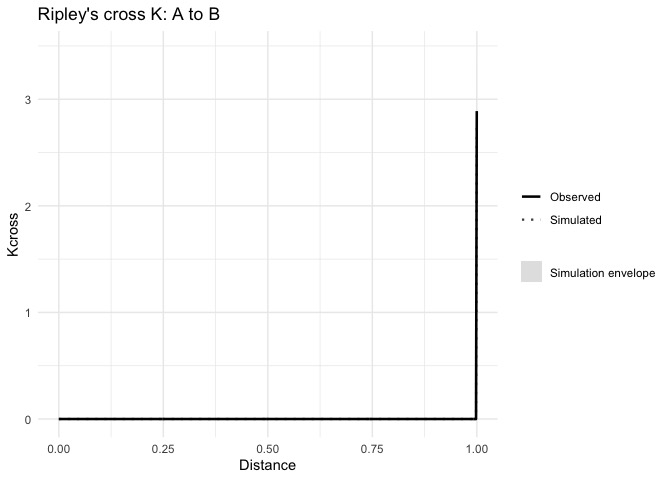 Ripley's cross K: A to B
Kcross
3
2
1
0
0.00
0.25
0.50
0.75
1.00
Distance
Observed
Simulated
Simulation envelope